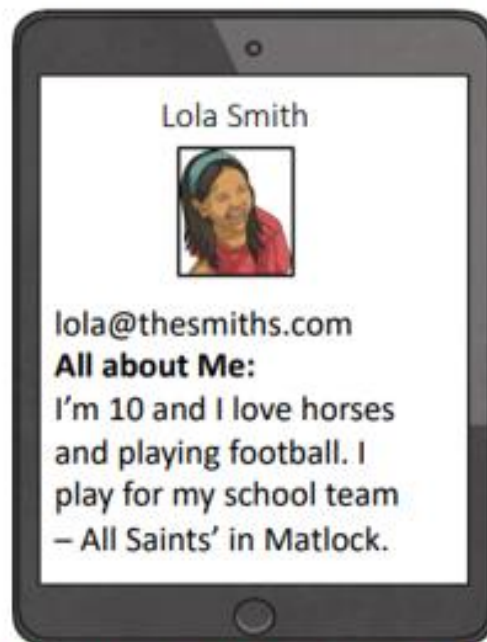 Lola Smith
lola@thesmiths.com
All about Me:
I’m 10 and I love horses
and playing football. I
play for my school team
– All Saints’ in Matlock.